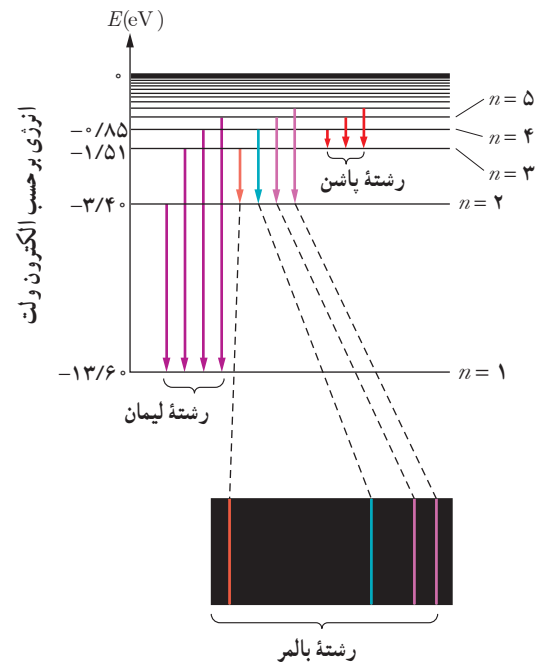 E(eV)
۰
n = ۵
−۰/۸۵
n = ۴
−۱/۵۱
n = ۳
رشتهٔ پاشن
−۳/۴۰
n = ۲
انرژی برحسب الکترون ولت
−۱۳/۶۰
n = ۱
رشتهٔ لیمان
رشتهٔ بالمر